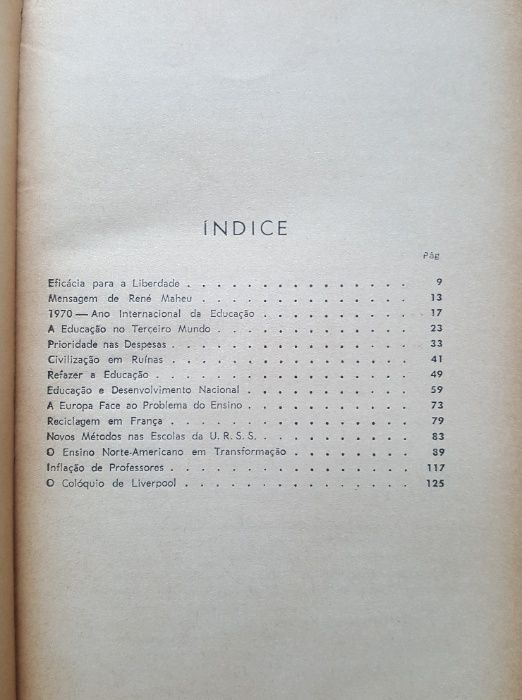 ÍNDICE
Pág
Eficácia para a Liberdade . . . . . . . . . . . . . . 9
Mensagem de René Maheu . . . . . . . . . . . . . 13
1970 — Ano Internacional da Educação . . . . . . . . . 17
A Educação no Terceiro Mundo . . . . . . . . . . . . 23
Prioridade nas Despesas . . . . . . . . . . . . . . . 33
Civilização em Ruínas . . . . . . . . . . . . . . . 41
Refazer a Educação . . . . . . . . . . . . . . . . 49
Educação e Desenvolvimento Nacional . . . . . . . . . . 59
A Europa Face ao Problema do Ensino . . . . . . . . . . 73
Reciclagem em França . . . . . . . . . . . . . . . 79
Novos Métodos nas Escolas da U. R. S. S. . . . . . . . . . 83
O Ensino Norte-Americano em Transformação . . . . . . . 89
Inflação de Professores . . . . . . . . . . . . . . . 117
O Colóquio de Liverpool . . . . . . . . . . . . . . 125